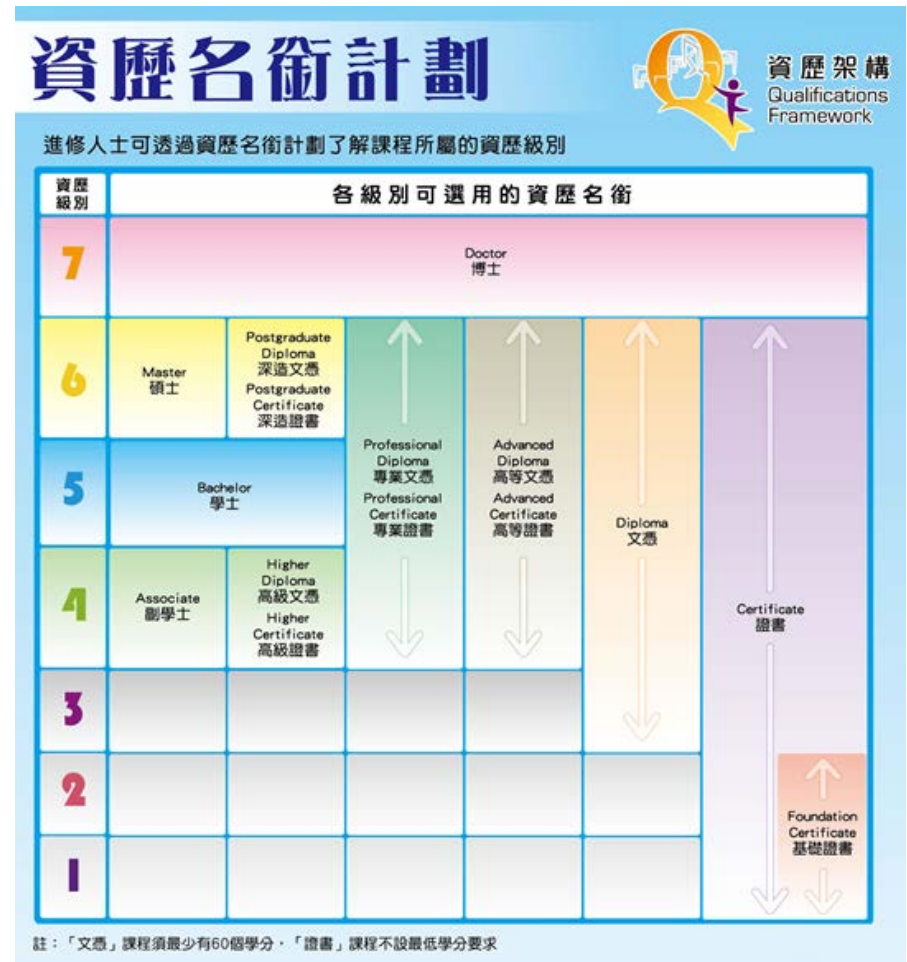 資歷名銜計劃
資歷架構
Qualifications
Framework
進修人士可透過資歷名銜計劃了解課程所屬的資歷級別
資歷
級別
各級別可選用的資歷名銜
7
Doctor
博士
6
Master
碩士
Postgraduate
Diploma
深造文憑
Postgraduate
Certificate
深造證書
Professional
Diploma
專業文憑
Professional
Certificate
專業證書
Advanced
Diploma
高等文憑
Advanced
Certificate
高等證書
Diploma
文憑
Certificate
證書
5
Bachelor
學士
4
Associate
副學士
Higher
Diploma
高級文憑
Higher
Certificate
高級證書
3
2
Foundation
Certificate
基礎證書
1
註：「文憑」課程須最少有60個學分，「證書」課程不設最低學分要求